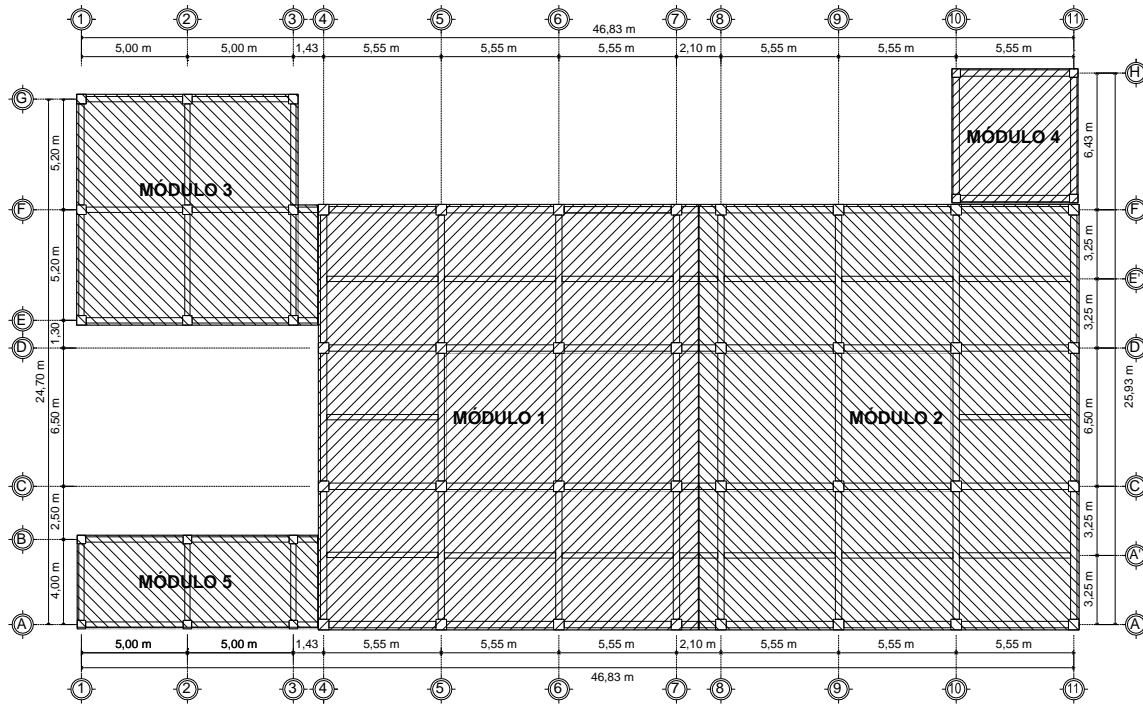 1 2 3 4 5 6 7 8 9 10 11
46,83 m
5,00 m 5,00 m 1,43 5,55 m 5,55 m 5,55 m 2,10 m 5,55 m 5,55 m 5,55 m
H
G
MÓDULO 4
6,43 m
5,20 m
MÓDULO 3
F F
3,25 m
5,20 m
E'
3,25 m
E
1,30
D D
24,70 m
25,93 m
6,50 m
MÓDULO 1 MÓDULO 2
6,50 m
C C
2,50 m
3,25 m
B
A'
MÓDULO 5
4,00 m
3,25 m
A A
5,00 m 5,00 m 1,43 5,55 m 5,55 m 5,55 m 2,10 m 5,55 m 5,55 m 5,55 m
46,83 m
1 2 3 4 5 6 7 8 9 10 11